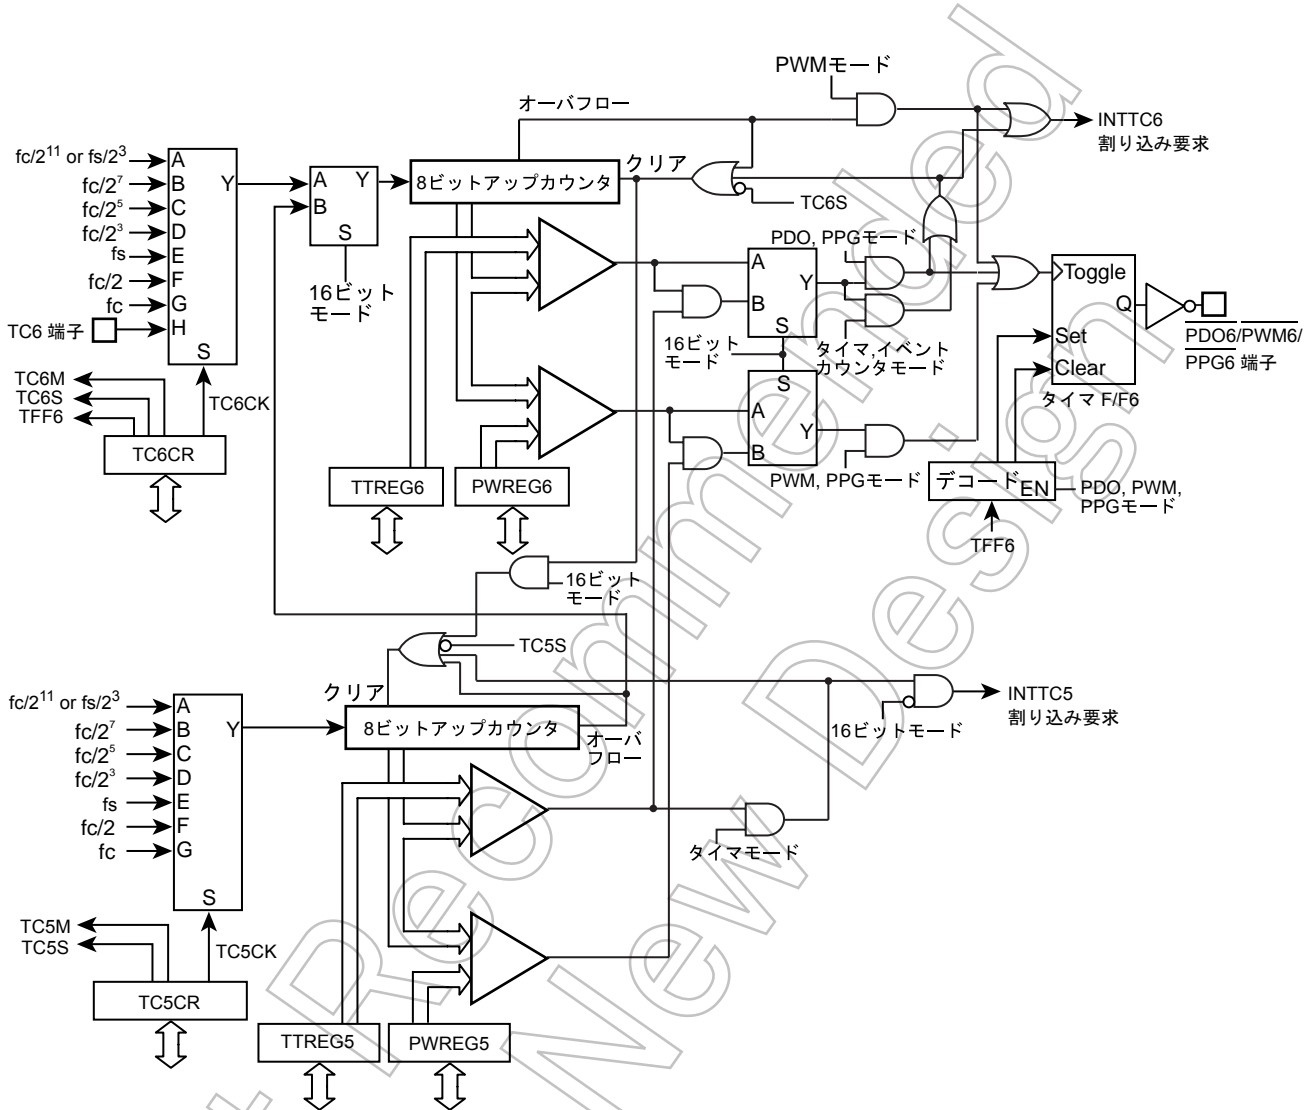 PWMモード
オーバフロー
INTTC6
割り込み要求
クリア
fc/2¹¹ or fs/2³
fc/2⁷
fc/2⁵
fc/2³
fs
fc/2
fc
TC6 端子
A
B
C
D
E
F
G
H
Y
S
A
B
Y
S
16ビット
モード
8ビットアップカウンタ
TC6S
PDO, PPGモード
A
B
Y
S
16ビット
モード
タイマ,イベント
カウンタモード
S
A
B
Y
PWM, PPGモード
Toggle
Q
Set
Clear
タイマ F/F6
PDO6/PWM6/
PPG6 端子
デコード
EN
PDO, PWM,
PPGモード
TFF6
TC6M
TC6S
TFF6
TC6CK
TC6CR
TTREG6
PWREG6
16ビット
モード
TC5S
クリア
fc/2¹¹ or fs/2³
fc/2⁷
fc/2⁵
fc/2³
fs
fc/2
fc
A
B
C
D
E
F
G
Y
S
8ビットアップカウンタ
オーバ
フロー
16ビットモード
INTTC5
割り込み要求
タイマモード
TC5M
TC5S
TC5CK
TC5CR
TTREG5
PWREG5
Not Recommended
New Design